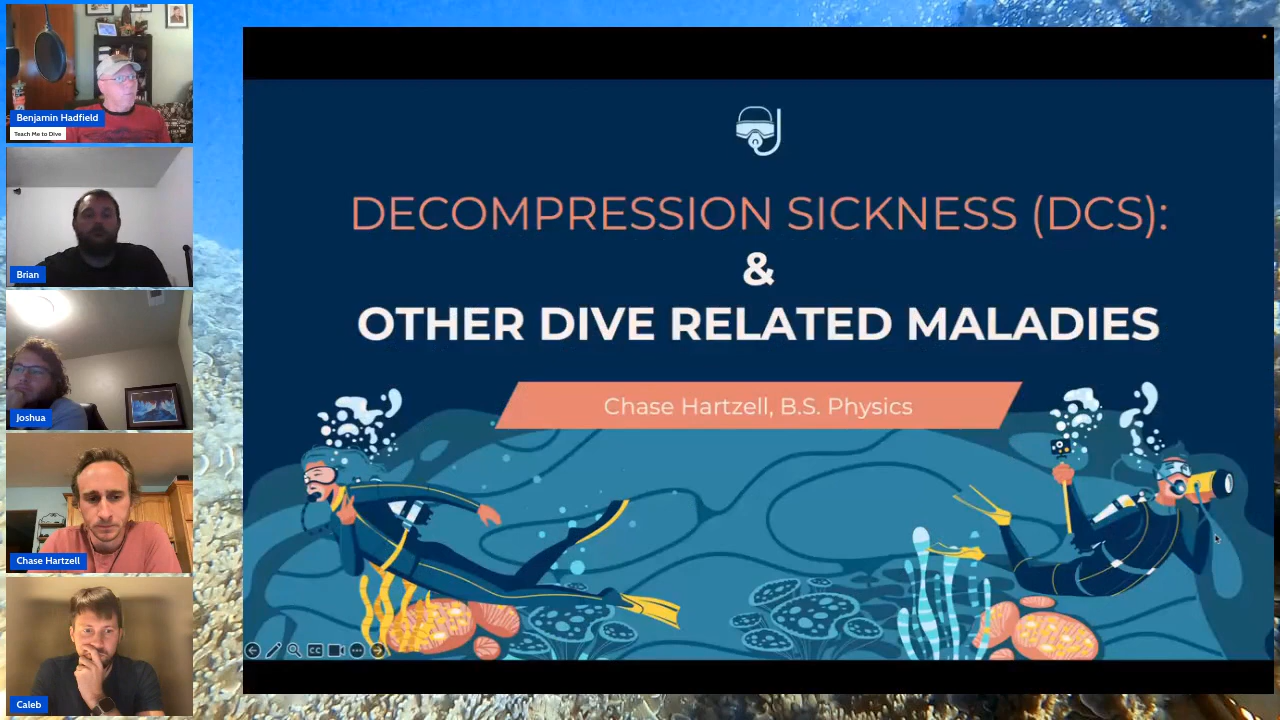 Benjamin Hadfield
Teach Me to Dive
Brian
Joshua
Chase Hartzell
Caleb
DECOMPRESSION SICKNESS (DCS):
&
OTHER DIVE RELATED MALADIES
Chase Hartzell, B.S. Physics
CC